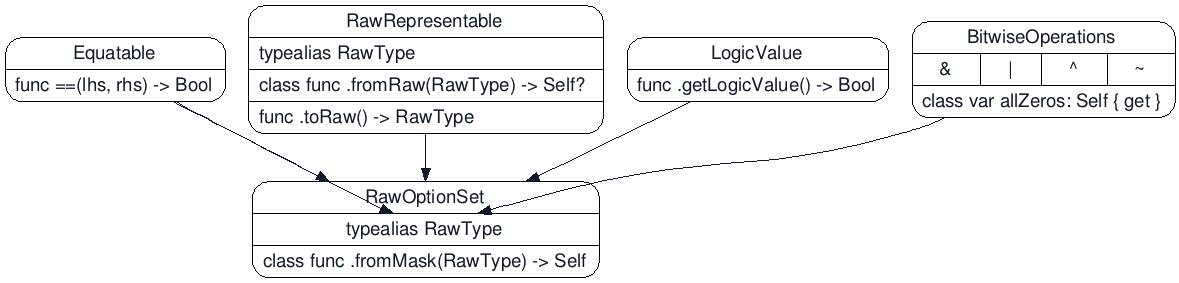 Equatable
func ==(lhs, rhs) -> Bool
RawRepresentable
typealias RawType
class func .fromRaw(RawType) -> Self?
func .toRaw() -> RawType
LogicValue
func .getLogicValue() -> Bool
BitwiseOperations
& | ^ ~
class var allZeros: Self { get }
RawOptionSet
typealias RawType
class func .fromMask(RawType) -> Self